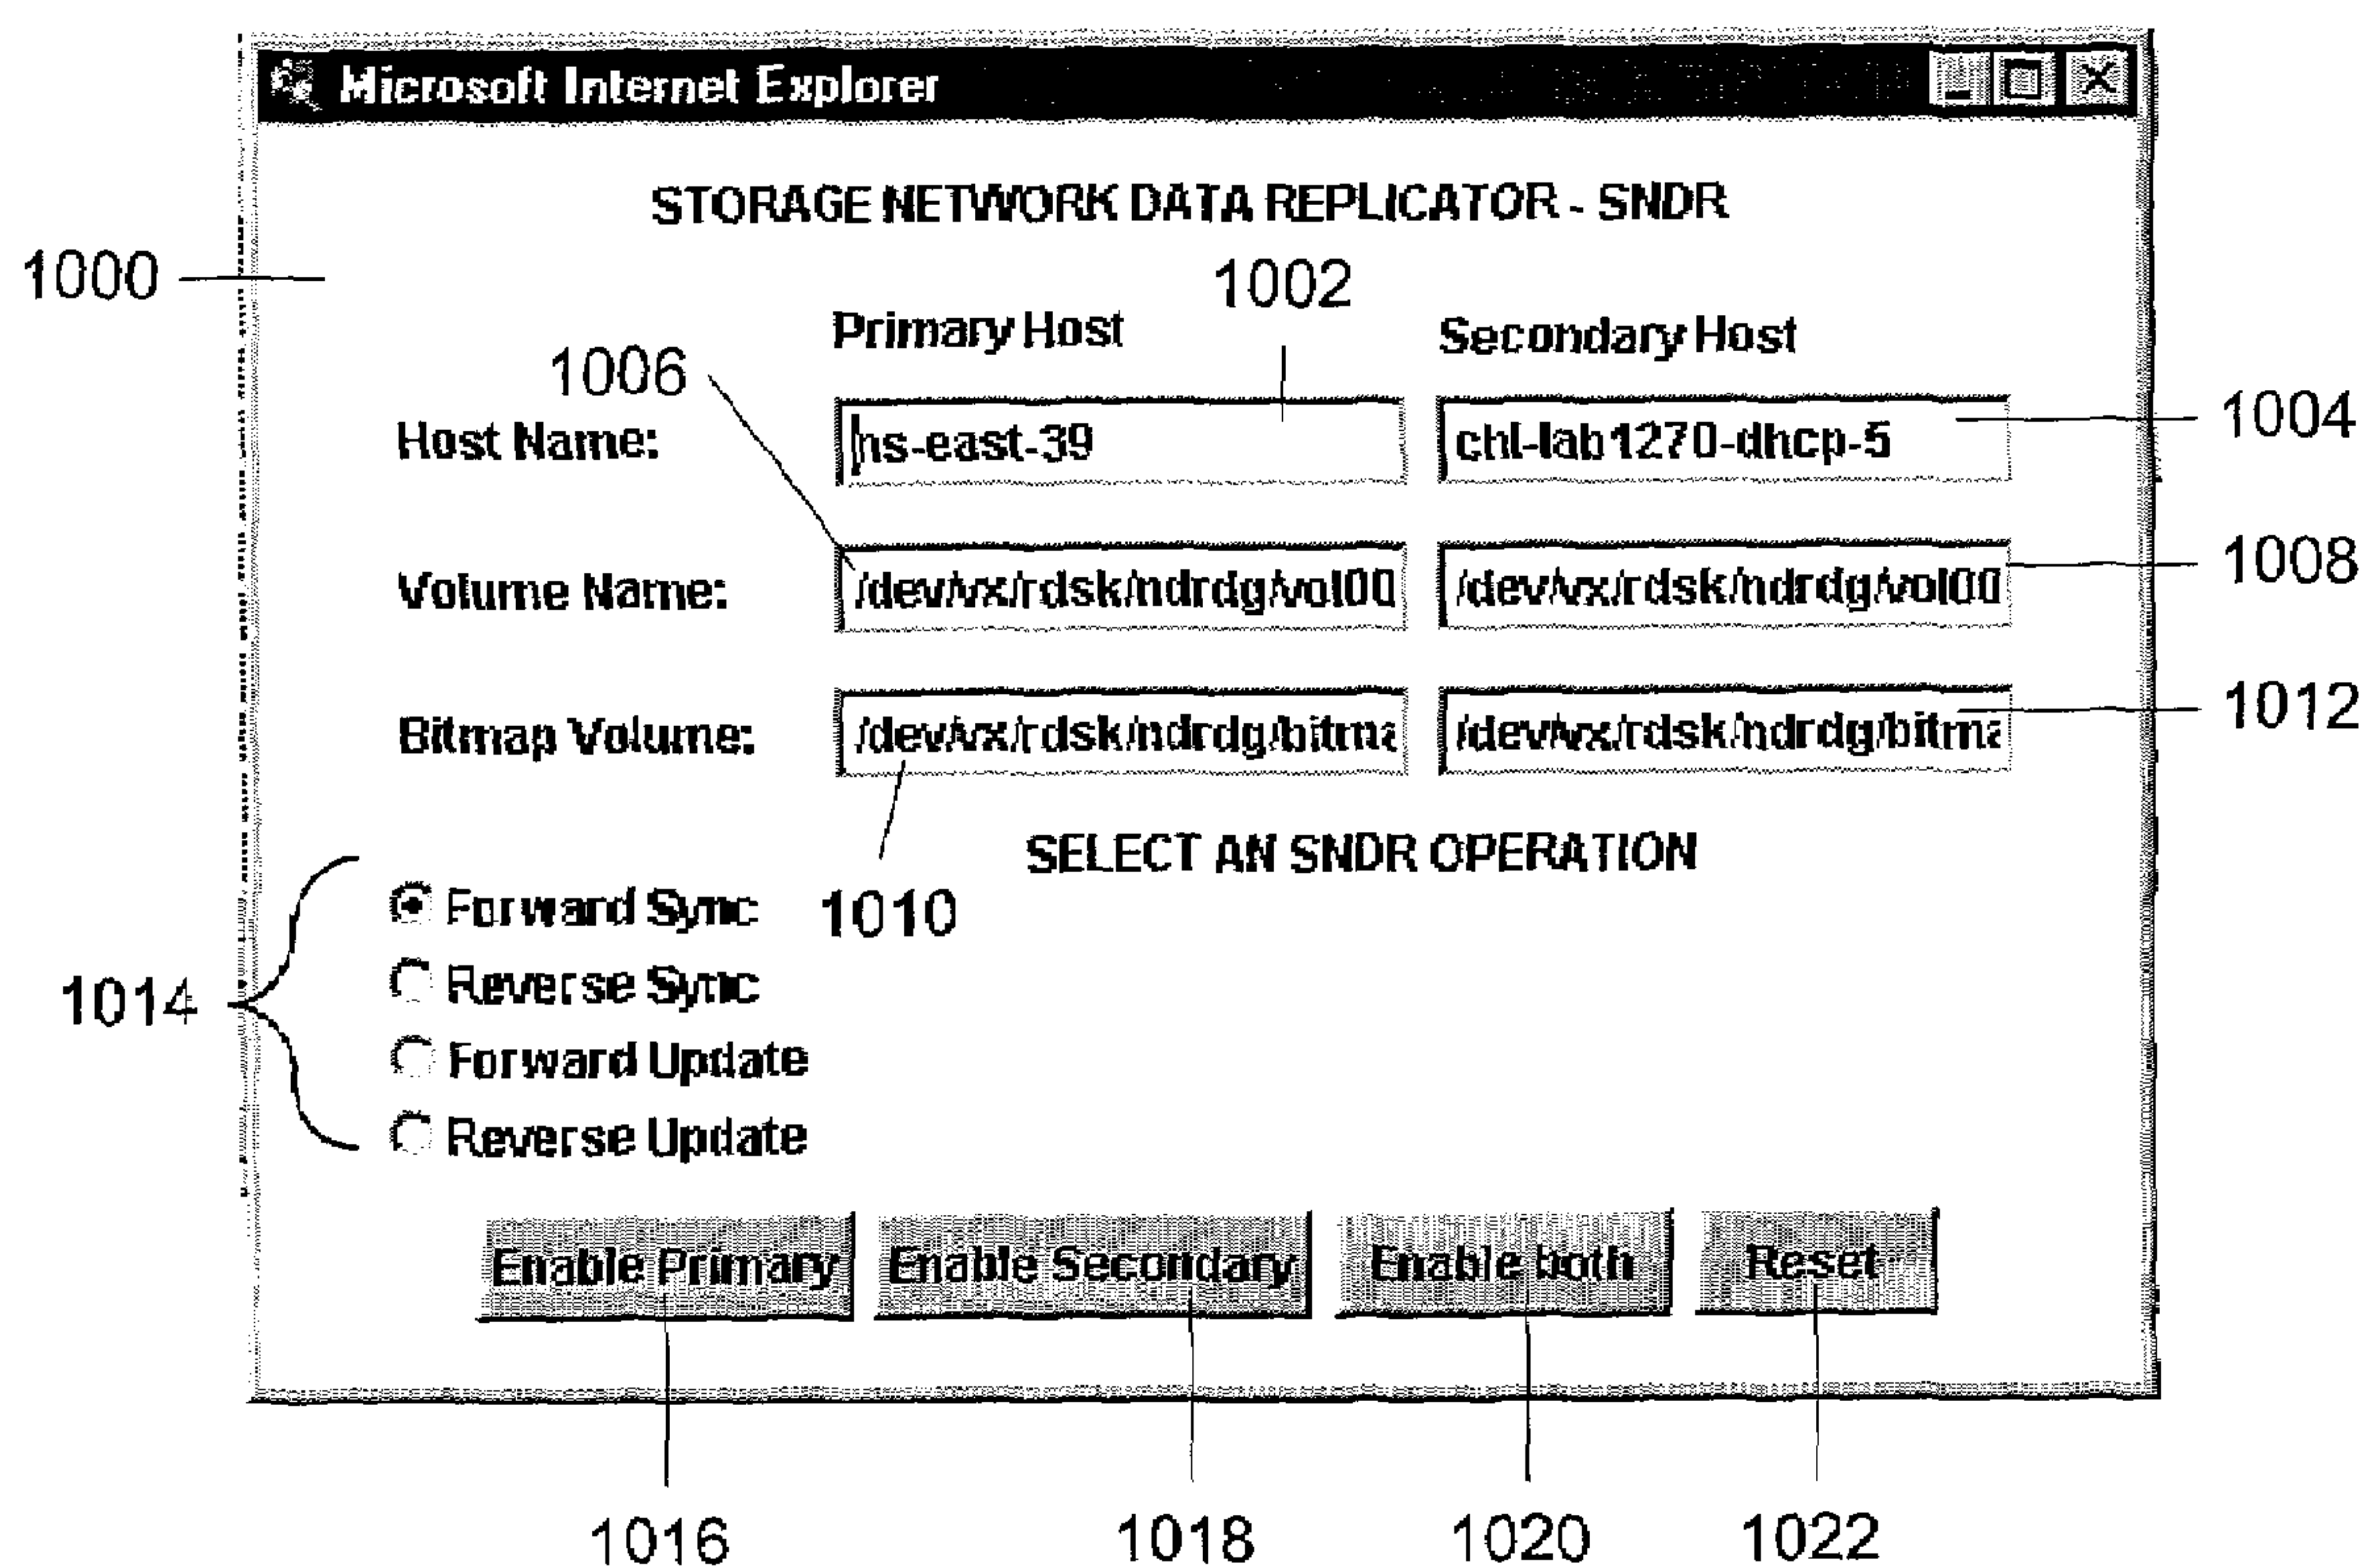 Microsoft Internet Explorer
STORAGE NETWORK DATA REPLICATOR - SNDR
1000
1002
Primary Host
Secondary Host
1006
Host Name:
hs-east-39
chl-lab1270-dhcp-5
1004
Volume Name:
/dev/vx/rdsk/ndrdg/vol00
/dev/vx/rdsk/ndrdg/vol00
1008
Bitmap Volume:
/dev/vx/rdsk/ndrdg/bitma
/dev/vx/rdsk/ndrdg/bitma
1012
SELECT AN SNDR OPERATION
1010
1014
Forward Sync
Reverse Sync
Forward Update
Reverse Update
Enable Primary
Enable Secondary
Enable both
Reset
1016
1018
1020
1022